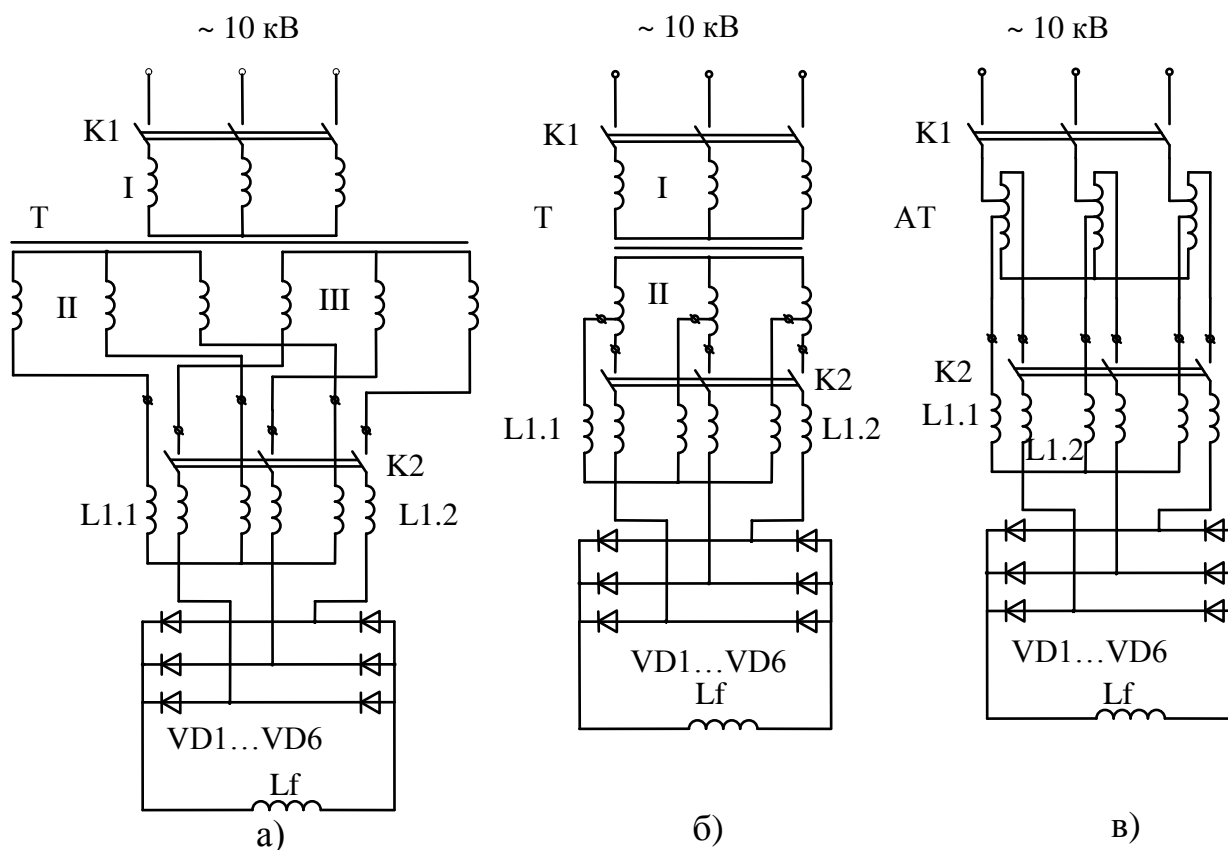 ~ 10 кВ
K1
I
T
II
III
K2
L1.1
L1.2
VD1…VD6
Lf
а)
~ 10 кВ
K1
I
T
II
K2
L1.1
L1.2
VD1…VD6
Lf
б)
~ 10 кВ
K1
AT
K2
L1.1
L1.2
VD1…VD6
Lf
в)